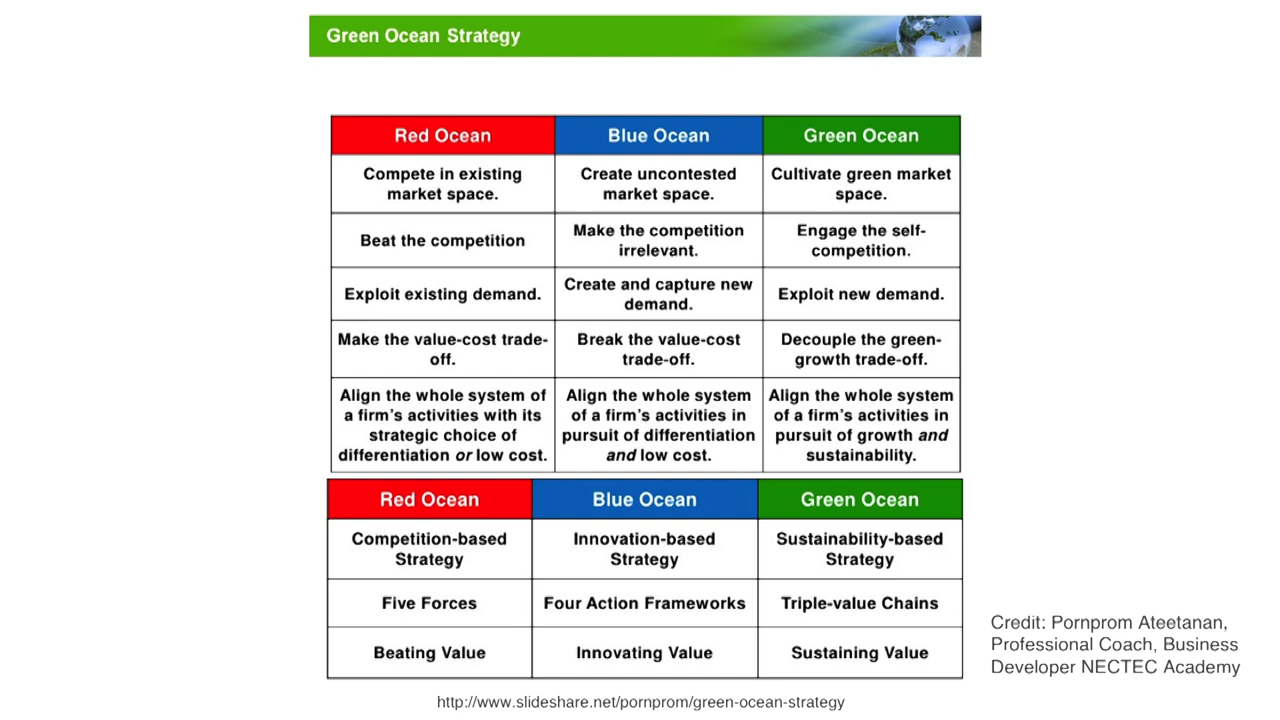 Green Ocean Strategy
Red Ocean
Blue Ocean
Green Ocean
Compete in existing
market space.
Create uncontested
market space.
Cultivate green market
space.
Beat the competition
Make the competition
irrelevant.
Engage the self-
competition.
Exploit existing demand.
Create and capture new
demand.
Exploit new demand.
Make the value-cost trade-
off.
Break the value-cost
trade-off.
Decouple the green-
growth trade-off.
Align the whole system of
a firm's activities with its
strategic choice of
differentiation or low cost.
Align the whole system
of a firm's activities in
pursuit of differentiation
and low cost.
Align the whole system
of a firm's activities in
pursuit of growth and
sustainability.
Red Ocean
Blue Ocean
Green Ocean
Competition-based
Strategy
Innovation-based
Strategy
Sustainability-based
Strategy
Five Forces
Four Action Frameworks
Triple-value Chains
Beating Value
Innovating Value
Sustaining Value
Credit: Pornprom Ateetanan,
Professional Coach, Business
Developer NECTEC Academy
http://www.slideshare.net/pornprom/green-ocean-strategy